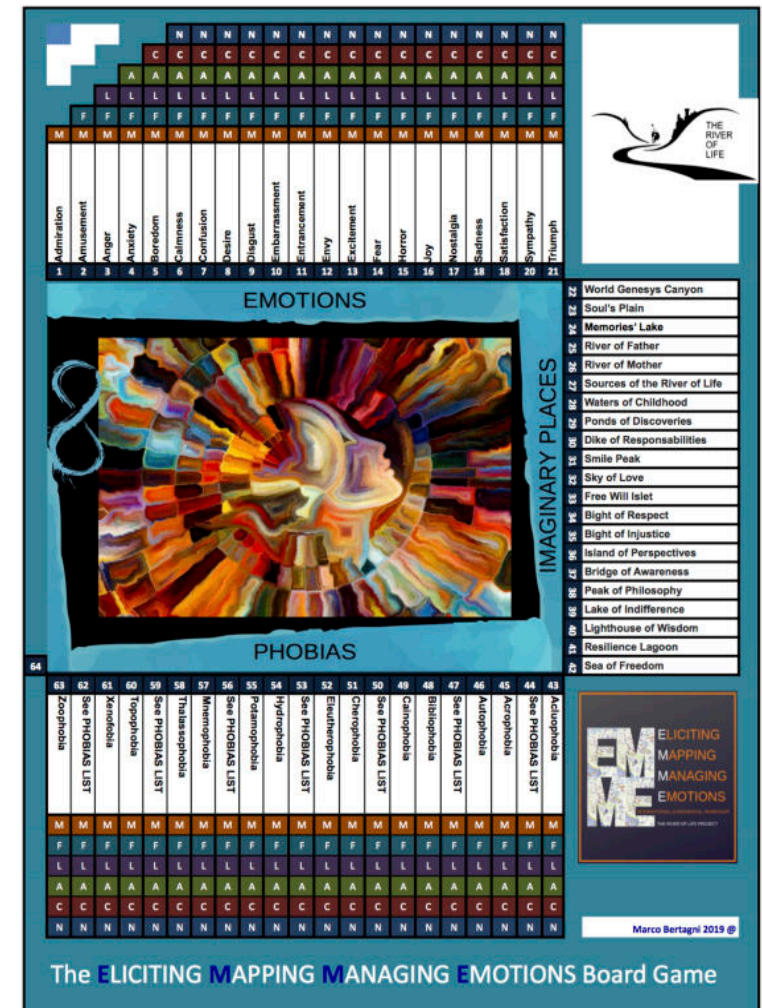 N N N N N N N N N N N N N N N N
C C C C C C C C C C C C C C C C C
A A A A A A A A A A A A A A A A A A
L L L L L L L L L L L L L L L L L L L
F F F F F F F F F F F F F F F F F F F F
M M M M M M M M M M M M M M M M M M M M M
Admiration
Amusement
Anger
Anxiety
Boredom
Calmness
Confusion
Desire
Disgust
Embarrassment
Entrancement
Envy
Excitement
Fear
Horror
Joy
Nostalgia
Sadness
Satisfaction
Sympathy
Triumph
1 2 3 4 5 6 7 8 9 10 11 12 13 14 15 16 17 18 18 20 21
THE
RIVER
OF
LIFE
EMOTIONS
IMAGINARY PLACES
PHOBIAS
8
22 World Genesys Canyon
23 Soul's Plain
24 Memories' Lake
25 River of Father
26 River of Mother
27 Sources of the River of Life
28 Waters of Childhood
29 Ponds of Discoveries
30 Dike of Responsabilities
31 Smile Peak
32 Sky of Love
33 Free Will Islet
34 Bight of Respect
35 Bight of Injustice
36 Island of Perspectives
37 Bridge of Awareness
38 Peak of Philosophy
39 Lake of Indifference
40 Lighthouse of Wisdom
41 Resilience Lagoon
42 Sea of Freedom
64
63 62 61 60 59 58 57 56 55 54 53 52 51 50 49 48 47 46 45 44 43
Zoophobia
See PHOBIAS LIST
Xenofobia
Topophobia
See PHOBIAS LIST
Thalassophobia
Mnemophobia
See PHOBIAS LIST
Potamophobia
Hydrophobia
See PHOBIAS LIST
Eleutherophobia
Cherophobia
See PHOBIAS LIST
Cainophobia
Bibliophobia
See PHOBIAS LIST
Autophobia
Acrophobia
See PHOBIAS LIST
Acluophobia
M M M M M M M M M M M M M M M M M M M M M
F F F F F F F F F F F F F F F F F F F F F
L L L L L L L L L L L L L L L L L L L L L
A A A A A A A A A A A A A A A A A A A A A
C C C C C C C C C C C C C C C C C C C C C
N N N N N N N N N N N N N N N N N N N N N
EM
ME
ELICITING
MAPPING
MANAGING
EMOTIONS
THE RIVER OF LIFE PROJECT
Marco Bertagni 2019 @
The ELICITING MAPPING MANAGING EMOTIONS Board Game